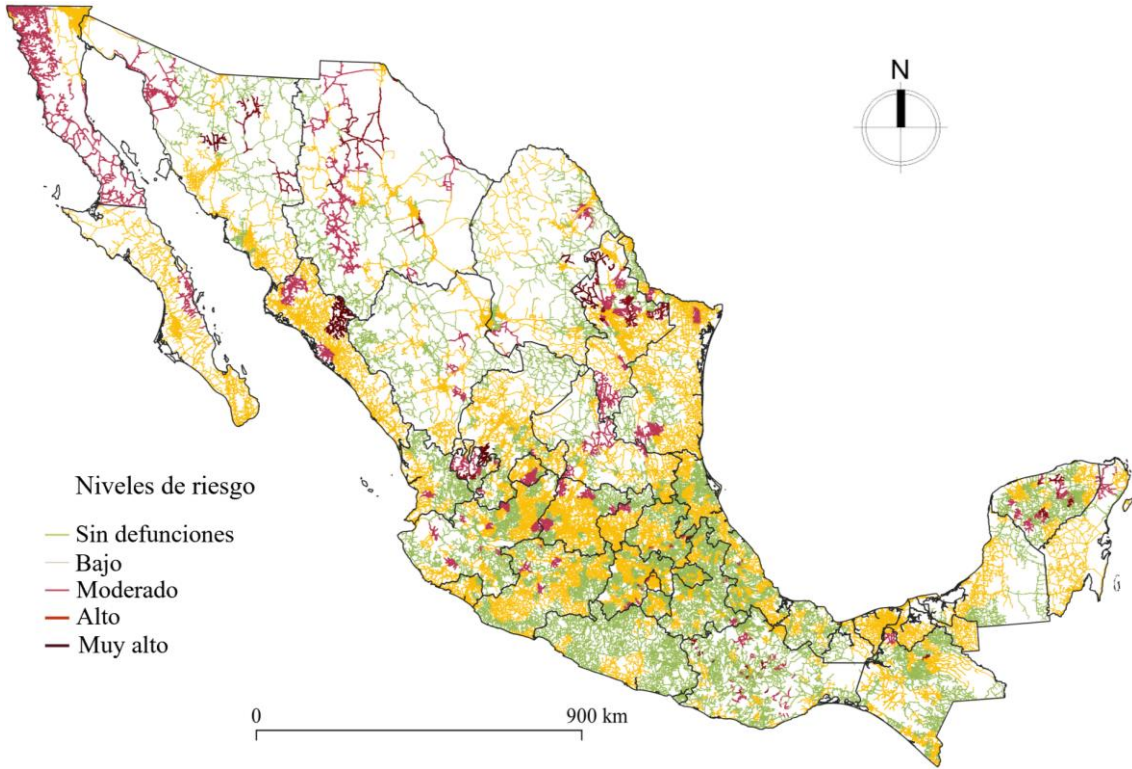 N
Niveles de riesgo
Sin defunciones
Bajo
Moderado
Alto
Muy alto
0 900 km